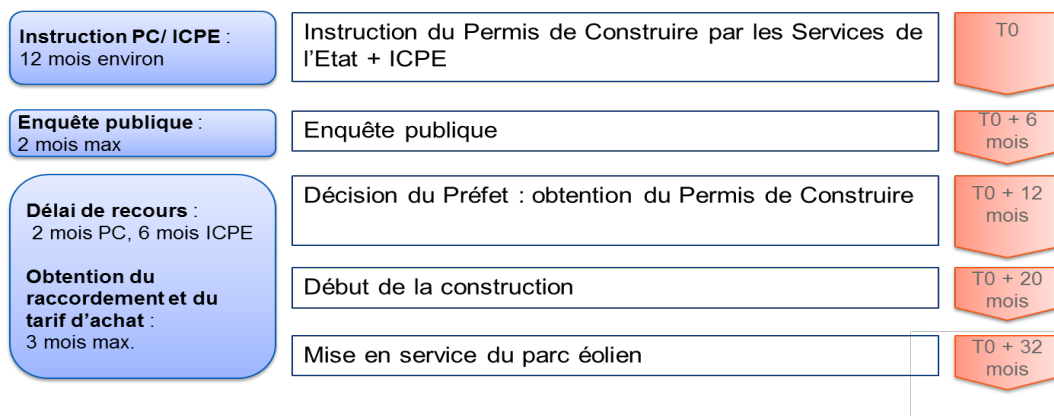 Instruction PC/ ICPE :
12 mois environ
Instruction du Permis de Construire par les Services de
l'Etat + ICPE
T0
Enquête publique :
2 mois max
Enquête publique
T0 + 6
mois
Délai de recours :
2 mois PC, 6 mois ICPE
Obtention du
raccordement et du
tarif d'achat :
3 mois max.
Décision du Préfet : obtention du Permis de Construire
T0 + 12
mois
Début de la construction
T0 + 20
mois
Mise en service du parc éolien
T0 + 32
mois